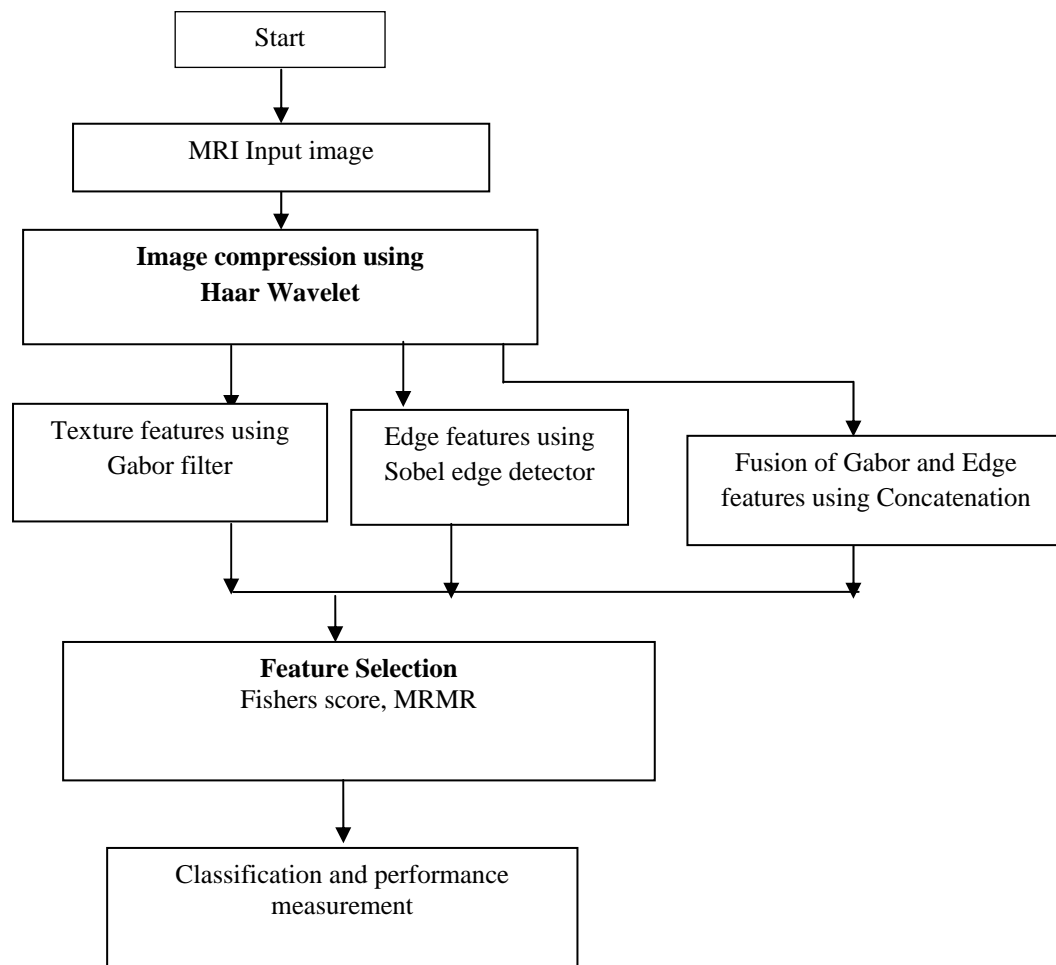 Start
MRI Input image
Image compression using
Haar Wavelet
Texture features using
Gabor filter
Edge features using
Sobel edge detector
Fusion of Gabor and Edge
features using Concatenation
Feature Selection
Fishers score, MRMR
Classification and performance
measurement